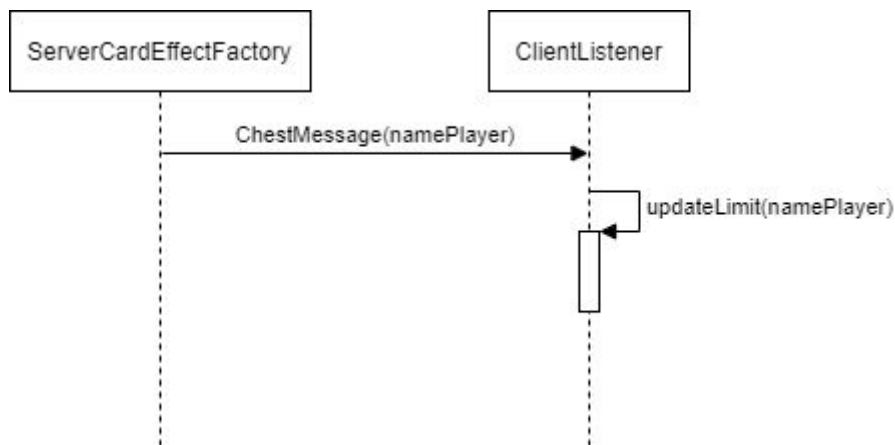 ServerCardEffectFactory
ClientListener
ChestMessage(namePlayer)
updateLimit(namePlayer)